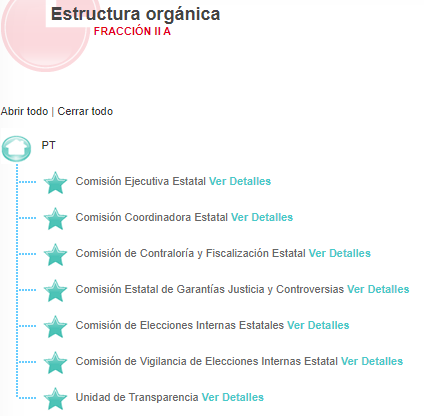 Estructura orgánica
FRACCIÓN II A
Abrir todo | Cerrar todo
PT
Comisión Ejecutiva Estatal Ver Detalles
Comisión Coordinadora Estatal Ver Detalles
Comisión de Contraloría y Fiscalización Estatal Ver Detalles
Comisión Estatal de Garantías Justicia y Controversias Ver Detalles
Comisión de Elecciones Internas Estatales Ver Detalles
Comisión de Vigilancia de Elecciones Internas Estatal Ver Detalles
Unidad de Transparencia Ver Detalles